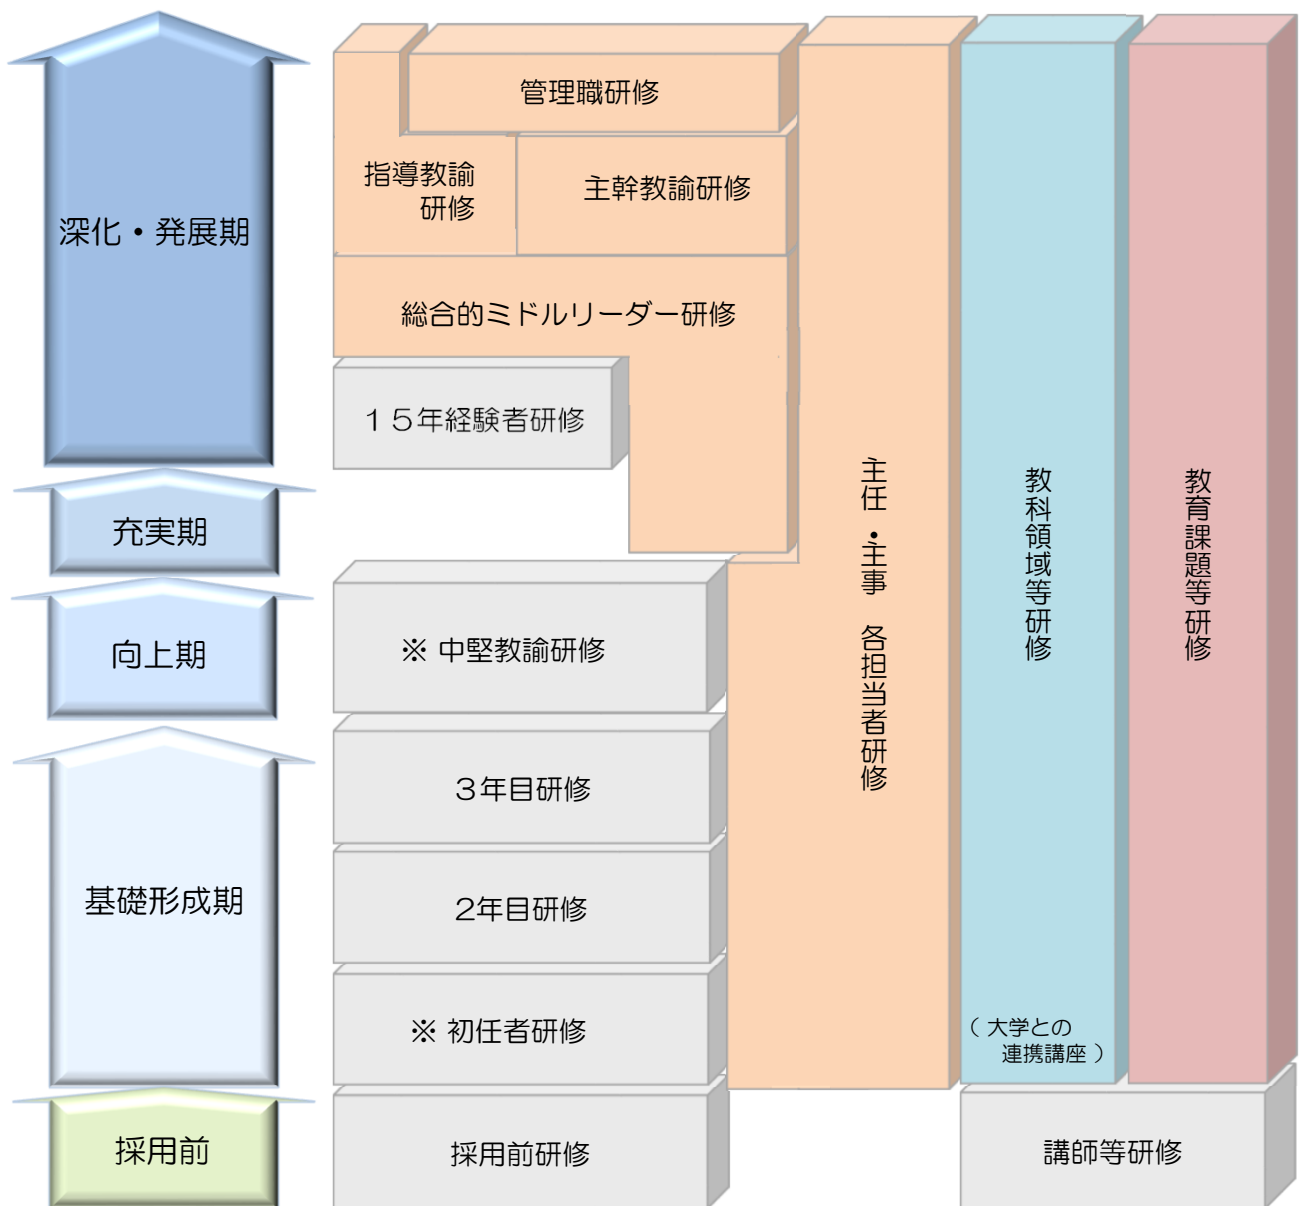 深化・発展期
充実期
向上期
基礎形成期
採用前
管理職研修
指導教諭
研修
主幹教諭研修
総合的ミドルリーダー研修
１５年経験者研修
※ 中堅教諭研修
３年目研修
２年目研修
※ 初任者研修
採用前研修
主任・主事　各担当者研修
教科領域等研修
（ 大学との
連携講座 ）
教育課題等研修
講師等研修